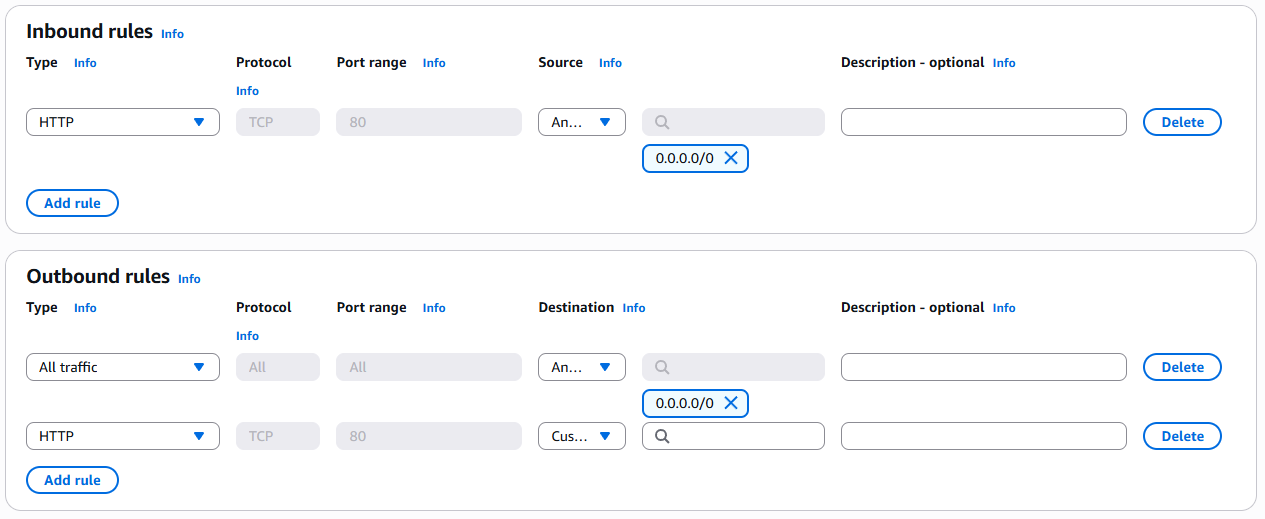 Inbound rules Info
Type Info Protocol Info Port range Info Source Info Description - optional Info
HTTP TCP 80 An... Delete
0.0.0.0/0
Add rule
Outbound rules Info
Type Info Protocol Info Port range Info Destination Info Description - optional Info
All traffic All All An... Delete
0.0.0.0/0
HTTP TCP 80 Cus... Delete
Add rule